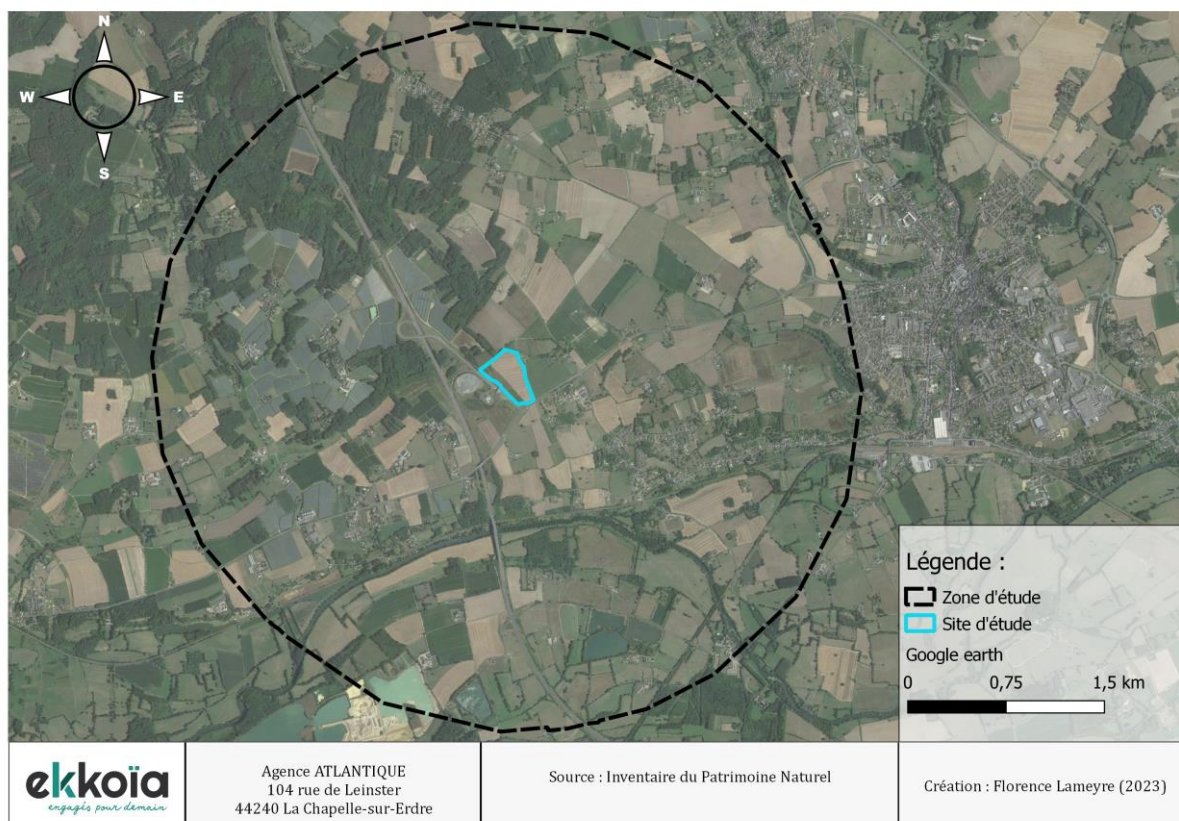 N
W
E
S
Légende :
Zone d'étude
Site d'étude
Google earth
0 0,75 1,5 km
ekkoïa
engagés pour demain
Agence ATLANTIQUE
104 rue de Leinster
44240 La Chapelle-sur-Erdre
Source : Inventaire du Patrimoine Naturel
Création : Florence Lameyre (2023)